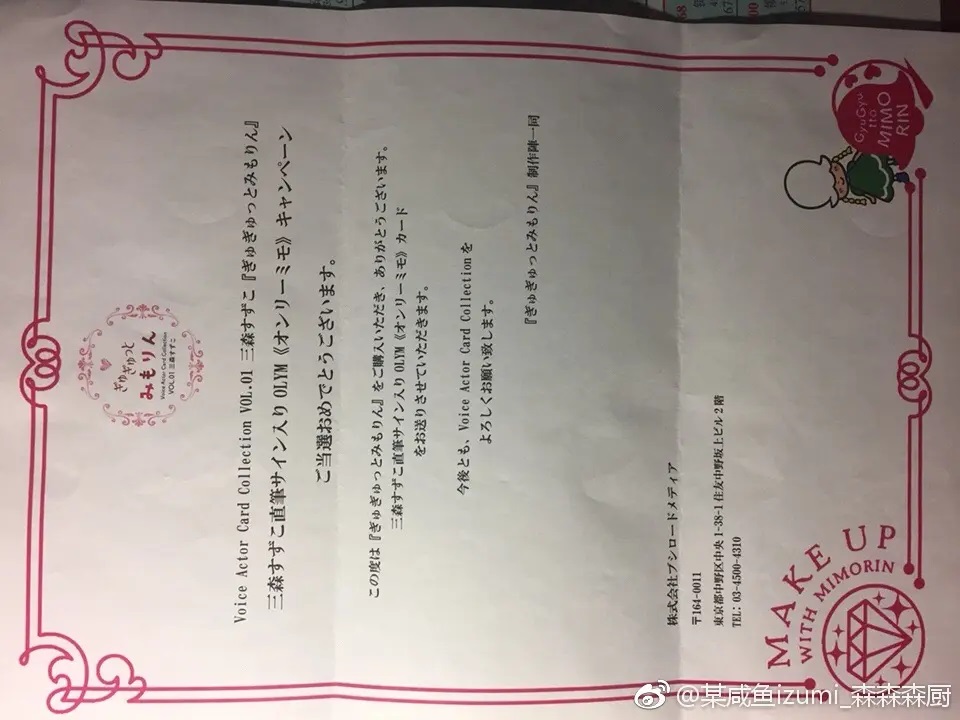 ぎゅぎゅっと
みもりん
Voice Actor Card Collection
VOL.01 三森すずこ
Voice Actor Card Collection VOL.01 三森すずこ『ぎゅぎゅっとみもりん』
三森すずこ直筆サイン入り OLYM《オンリーミモ》キャンペーン
ご当選おめでとうございます。
この度は『ぎゅぎゅっとみもりん』をご購入いただき、ありがとうございます。
三森すずこ直筆サイン入り OLYM《オンリーミモ》カード
をお送りさせていただきます。
今後とも、Voice Actor Card Collection を
よろしくお願い致します。
『ぎゅぎゅっとみもりん』制作陣一同
株式会社ブシロードメディア
〒164-0011
東京都中野区中央 1-38-1 住友中野坂上ビル 2 階
TEL: 03-4500-4310
MAKE UP
WITH MIMORIN
GyuGyu
tto
MIMO
RIN
@某咸鱼izumi_森森森厨